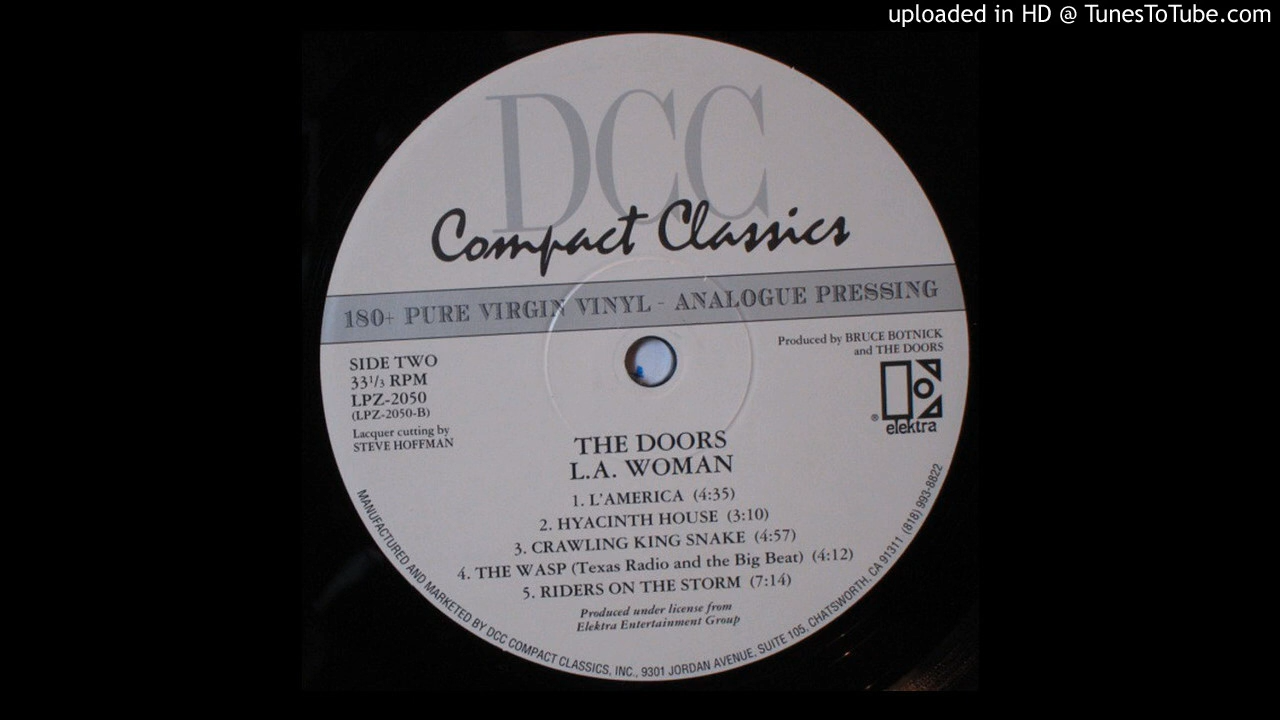 uploaded in HD @ TunesToTube.com
DCC
Compact Classics
180+ PURE VIRGIN VINYL - ANALOGUE PRESSING
Produced by BRUCE BOTNICK
and THE DOORS
SIDE TWO
33 1/3 RPM
LPZ-2050
(LPZ-2050-B)
Lacquer cutting by
STEVE HOFFMAN
® elektra
THE DOORS
L.A. WOMAN
1. L'AMERICA (4:35)
2. HYACINTH HOUSE (3:10)
3. CRAWLING KING SNAKE (4:57)
4. THE WASP (Texas Radio and the Big Beat) (4:12)
5. RIDERS ON THE STORM (7:14)
Produced under license from
Elektra Entertainment Group
MANUFACTURED AND MARKETED BY DCC COMPACT CLASSICS, INC., 9301 JORDAN AVENUE, SUITE 105, CHATSWORTH, CA 91311 (818) 993-8822